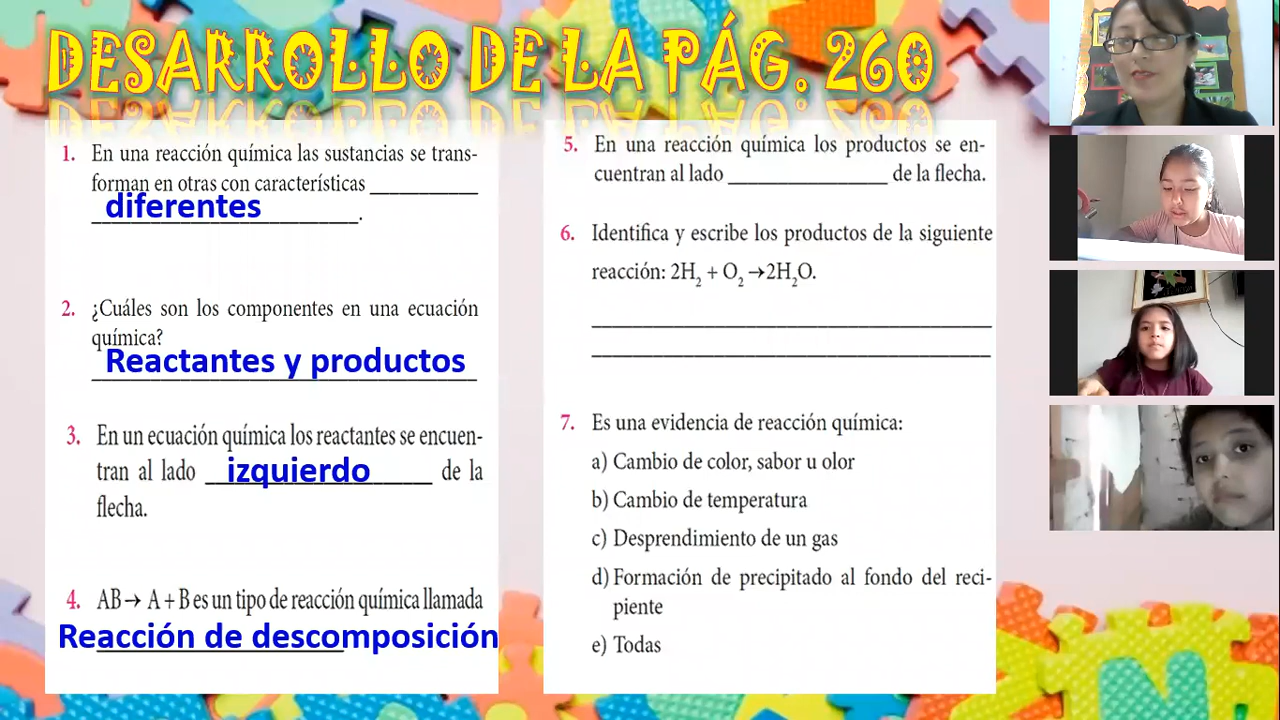 DESARROLLO DE LA PÁG. 260
1. En una reacción química las sustancias se trans-
forman en otras con características ___________
diferentes
___________________________.
2. ¿Cuáles son los componentes en una ecuación
química?
Reactantes y productos
3. En un ecuación química los reactantes se encuen-
tran al lado izquierdo de la
flecha.
4. AB → A + B es un tipo de reacción química llamada
Reacción de descomposición
5. En una reacción química los productos se en-
cuentran al lado ________________ de la flecha.
6. Identifica y escribe los productos de la siguiente
reacción: 2H₂ + O₂ →2H₂O.
7. Es una evidencia de reacción química:
a) Cambio de color, sabor u olor
b) Cambio de temperatura
c) Desprendimiento de un gas
d) Formación de precipitado al fondo del reci-
piente
e) Todas